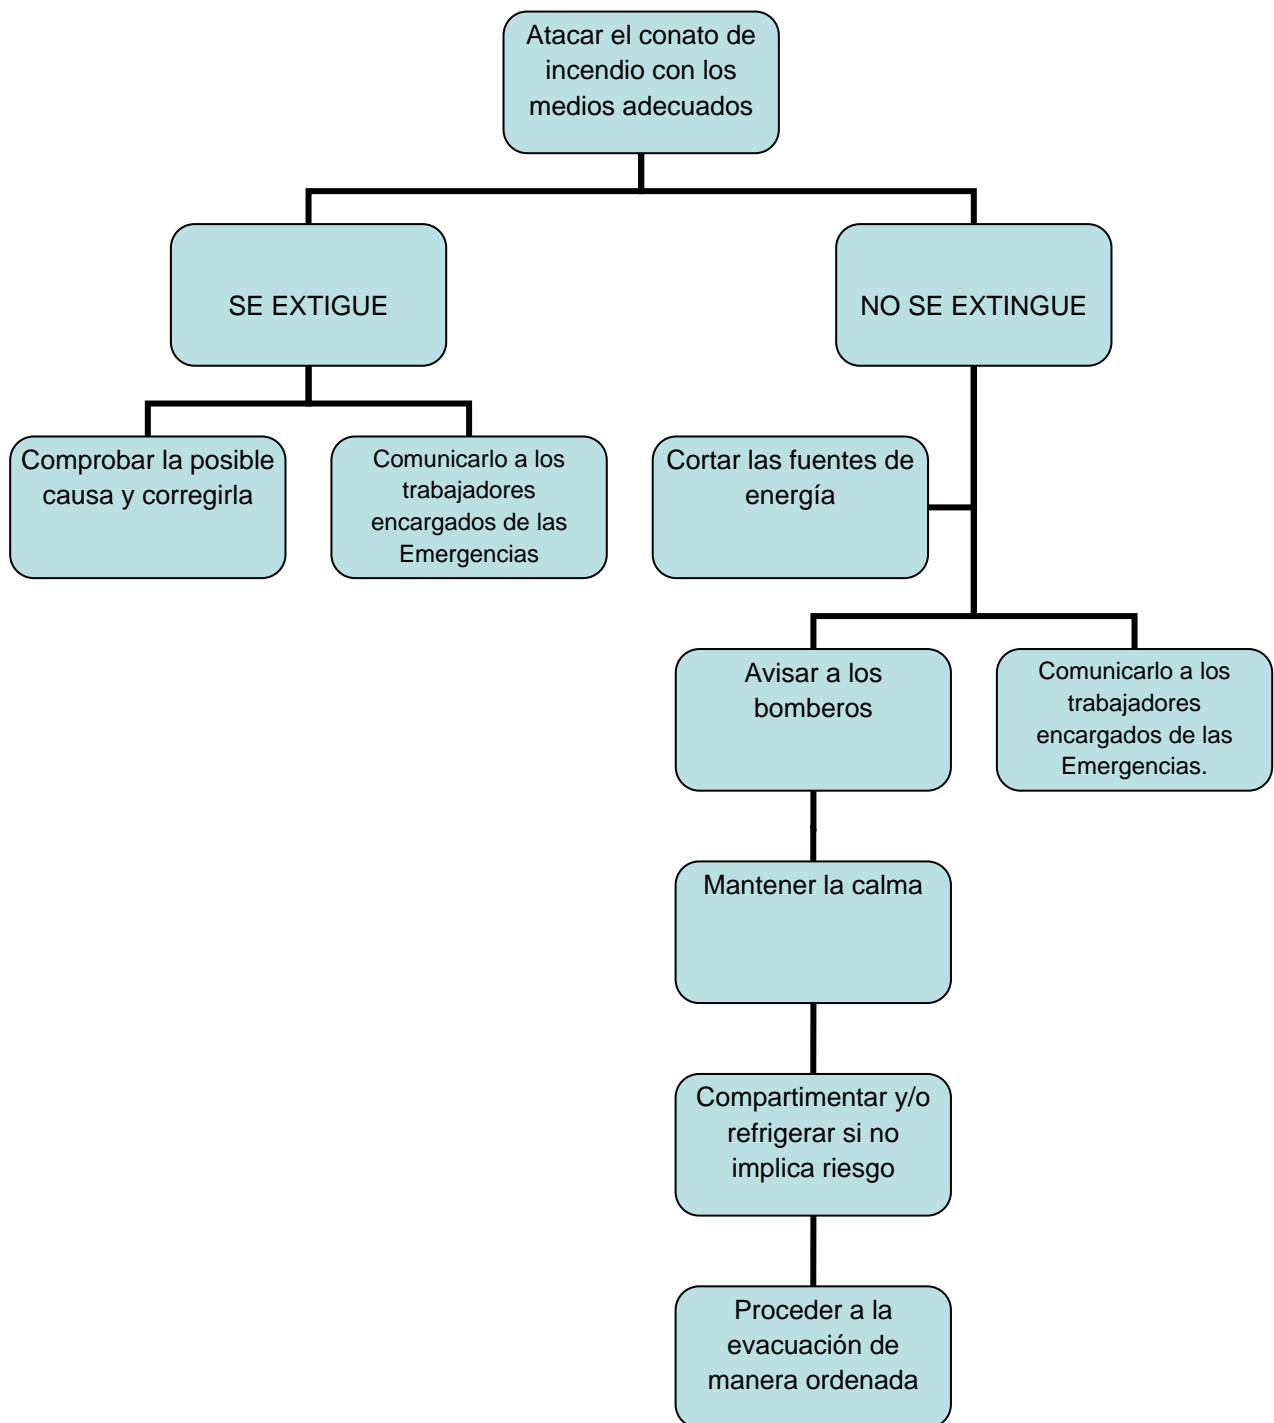 Atacar el conato de
incendio con los
medios adecuados
SE EXTIGUE
NO SE EXTINGUE
Comprobar la posible
causa y corregirla
Comunicarlo a los
trabajadores
encargados de las
Emergencias
Cortar las fuentes de
energía
Avisar a los
bomberos
Comunicarlo a los
trabajadores
encargados de las
Emergencias.
Mantener la calma
Compartimentar y/o
refrigerar si no
implica riesgo
Proceder a la
evacuación de
manera ordenada